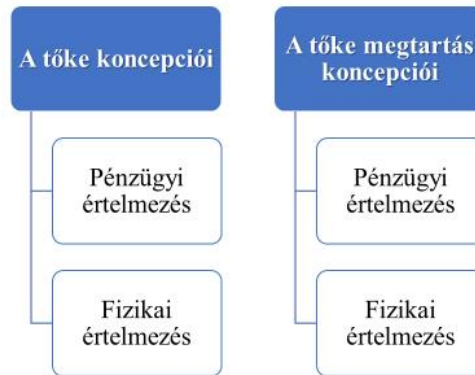 A tőke koncepciói
Pénzügyi
értelmezés
Fizikai
értelmezés
A tőke megtartás
koncepciói
Pénzügyi
értelmezés
Fizikai
értelmezés